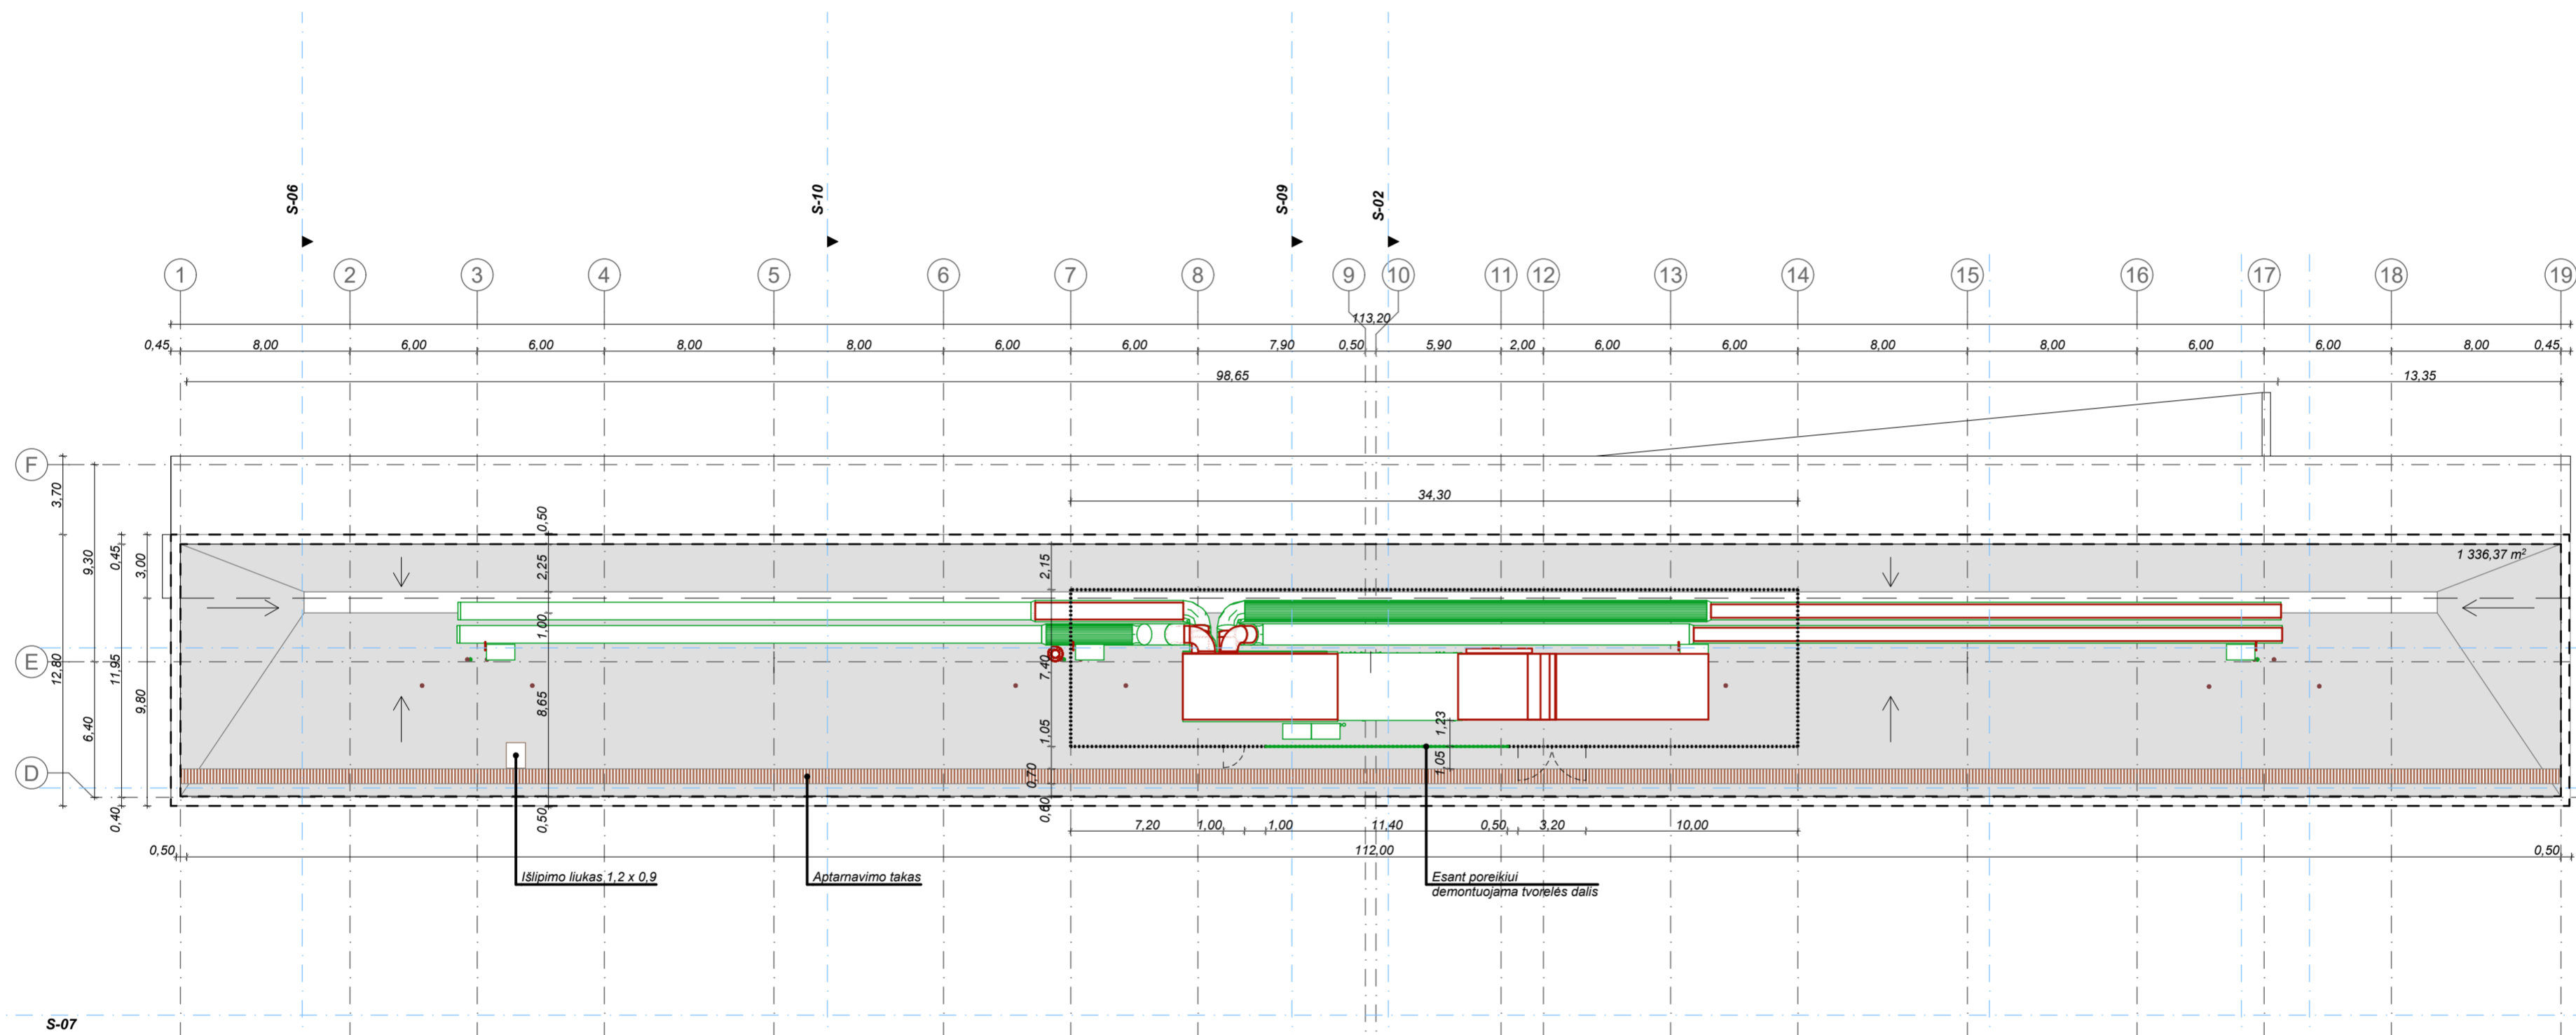 S-06
S-10
S-09
S-02
1 2 3 4 5 6 7 8 9 10 11 12 13 14 15 16 17 18 19
113,20
0,45 8,00 6,00 6,00 8,00 8,00 6,00 6,00 7,90 0,50 5,90 2,00 6,00 6,00 8,00 8,00 6,00 6,00 8,00 0,45
98,65 13,35
F
3,70
34,30
0,50
9,30
0,45
3,00
2,25
2,15
1 336,37 m²
1,00
E
12,80
11,95
9,80
7,40
8,65
6,40
1,05
1,23
1,05
D
0,70
0,40
0,50
0,60
7,20 1,00 1,00 11,40 0,50 3,20 10,00
0,50 112,00 0,50
Išlipimo liukas 1,2 x 0,9
Aptarnavimo takas
Esant poreikiui
demontuojama tvorelės dalis
S-07